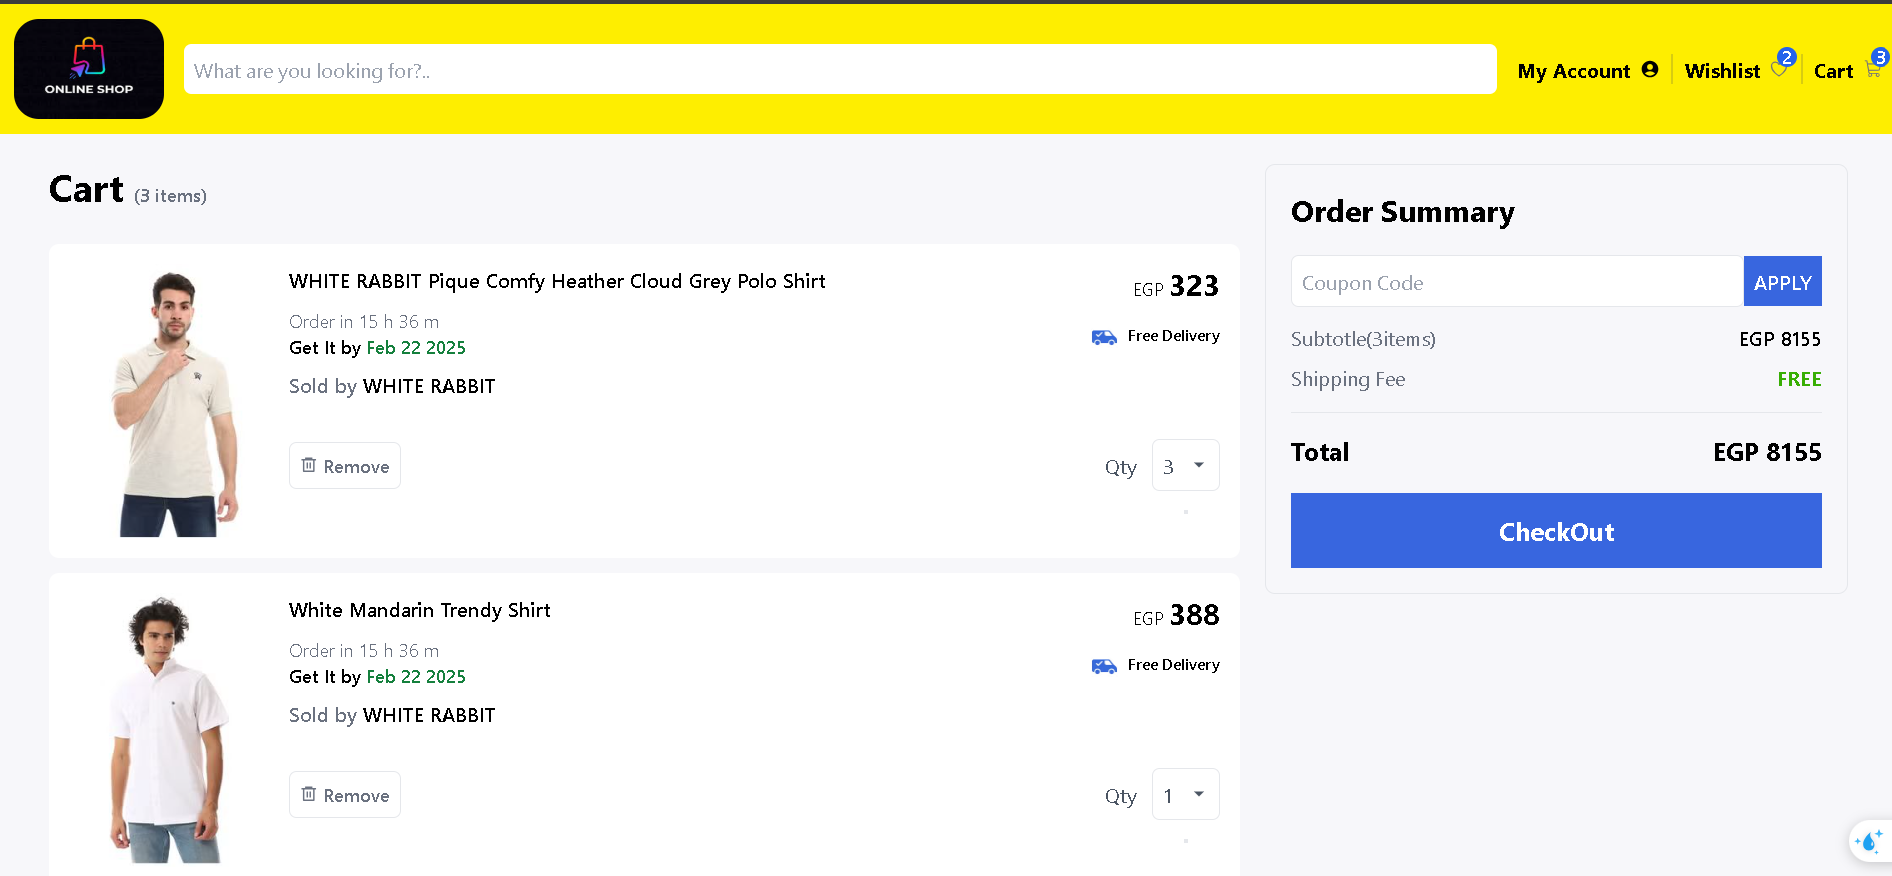 ONLINE SHOP
What are you looking for?..
My Account
Wishlist 2
Cart 3
Cart (3 items)
WHITE RABBIT Pique Comfy Heather Cloud Grey Polo Shirt
EGP 323
Order in 15 h 36 m
Free Delivery
Get It by Feb 22 2025
Sold by WHITE RABBIT
Remove
Qty 3
White Mandarin Trendy Shirt
EGP 388
Order in 15 h 36 m
Free Delivery
Get It by Feb 22 2025
Sold by WHITE RABBIT
Remove
Qty 1
Order Summary
Coupon Code APPLY
Subtotle(3items) EGP 8155
Shipping Fee FREE
Total EGP 8155
CheckOut